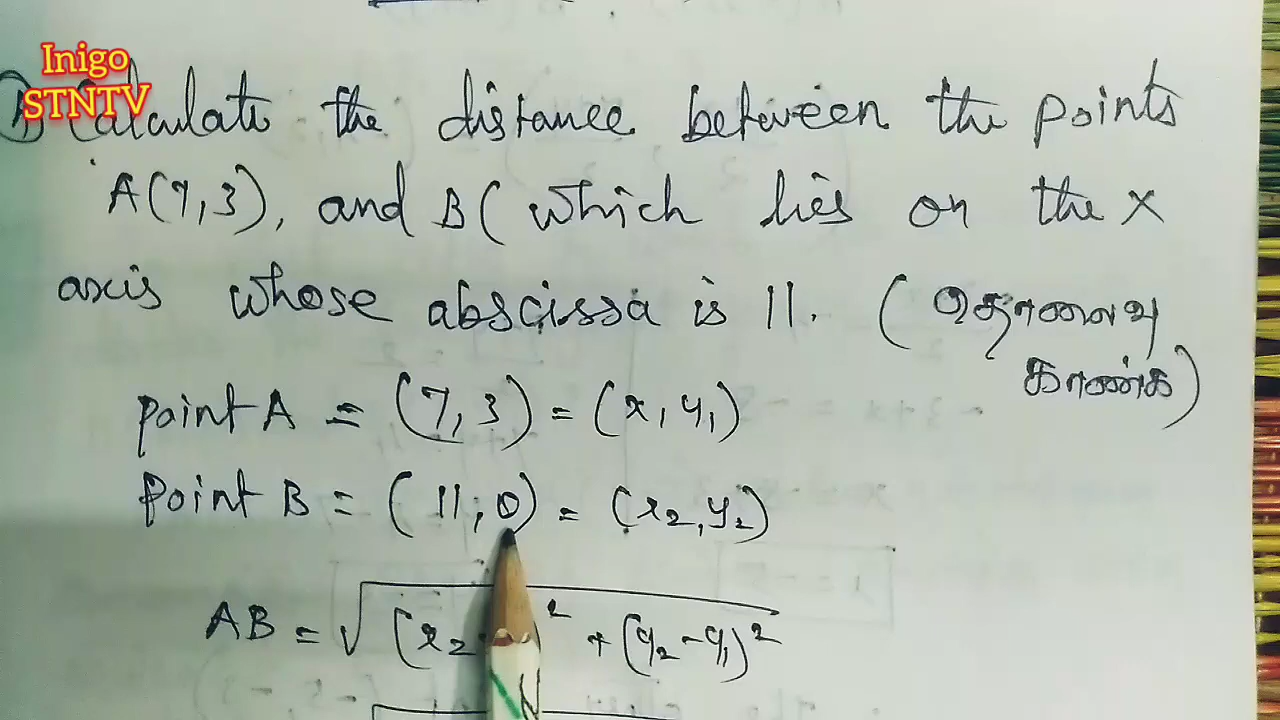 Inigo
STNTV
Calculate the distance between the points
A(7,3), and B( which lies on the x
axis whose abscissa is 11. (தொலைவு
காண்க)
point A = (7,3) = (x, y₁)
point B = (11,0) = (x₂, y₂)
AB = √(x₂ )² + (y₂-y₁)²